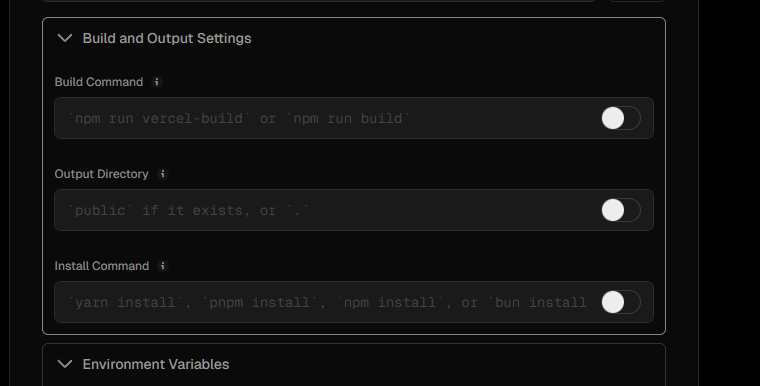 Build and Output Settings
Build Command
`npm run vercel-build` or `npm run build`
Output Directory
`public` if it exists, or `.`
Install Command
`yarn install`, `pnpm install`, `npm install`, or `bun install
Environment Variables